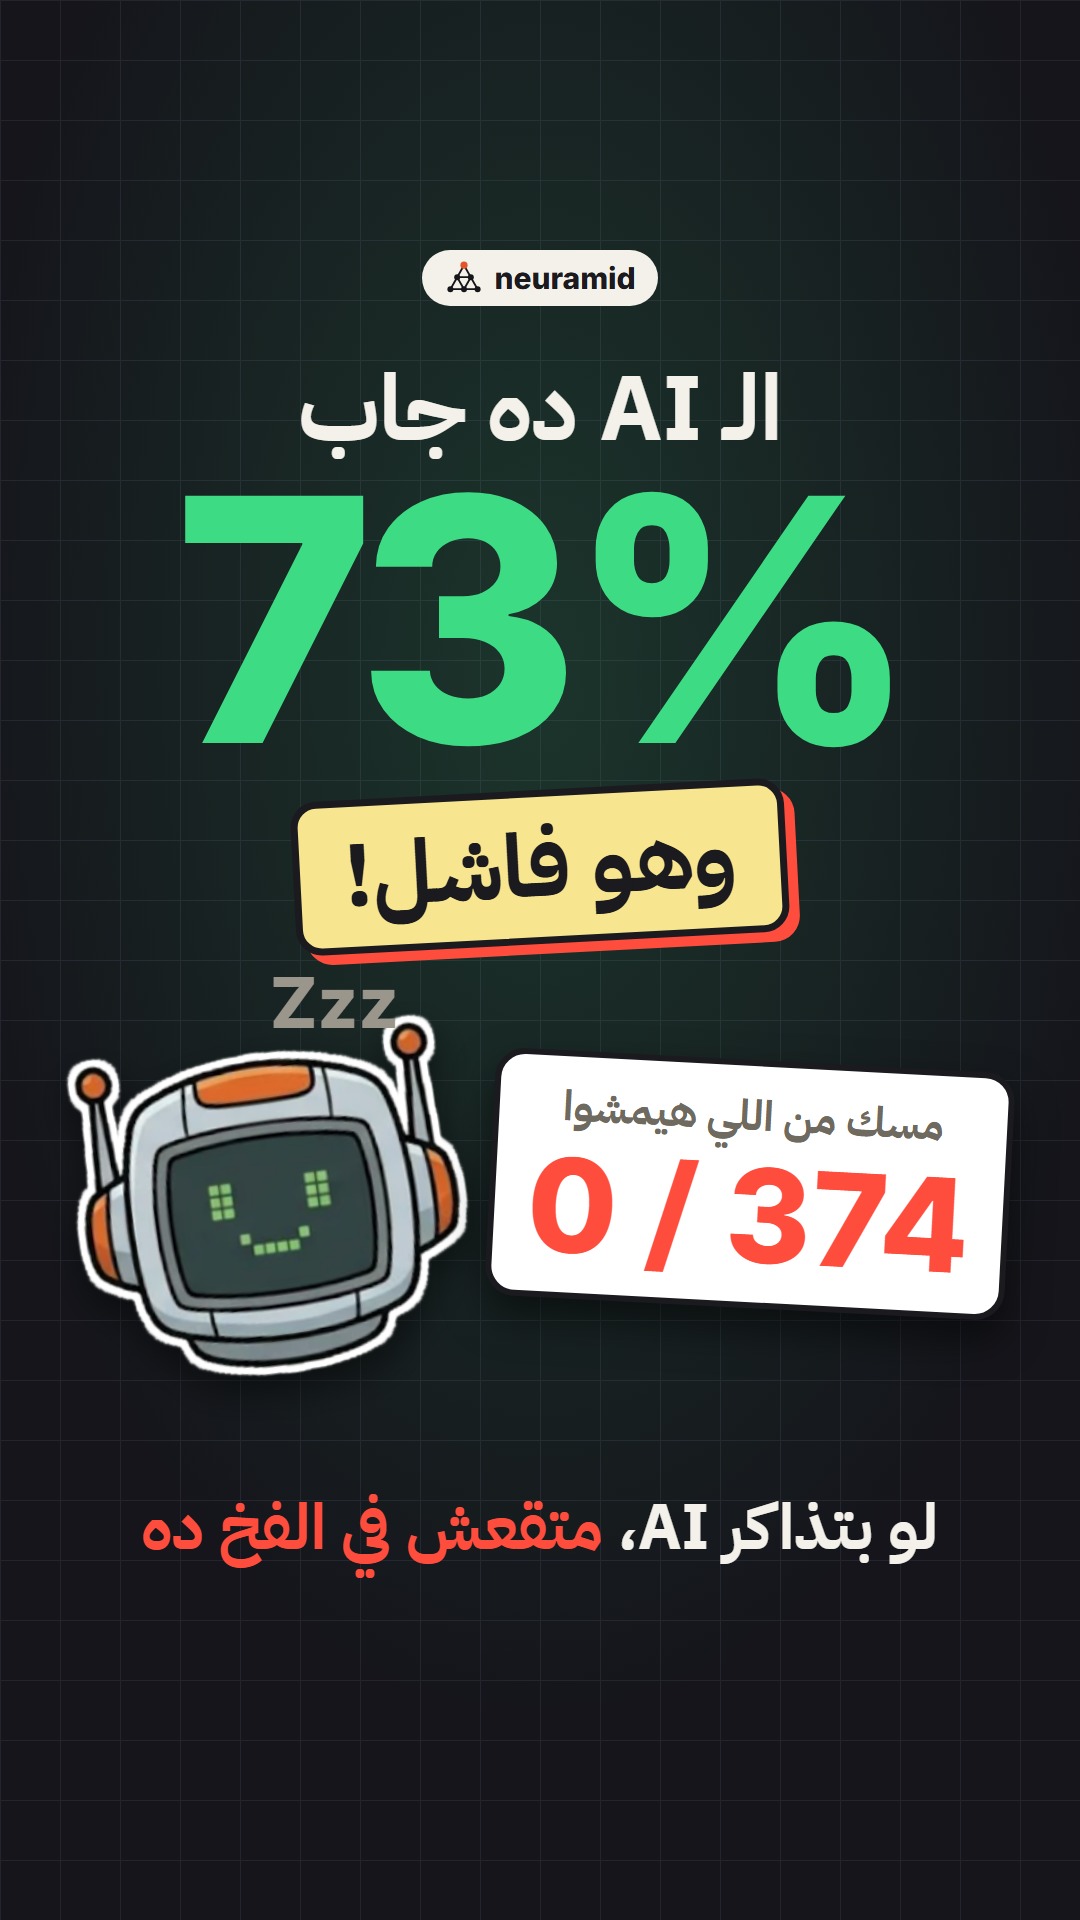 neuramid
الـ AI ده جاب
73%
وهو فاشل!
Zzz
مسك من اللي هيمشوا
0 / 374
لو بتذاكر AI، متقعش في الفخ ده